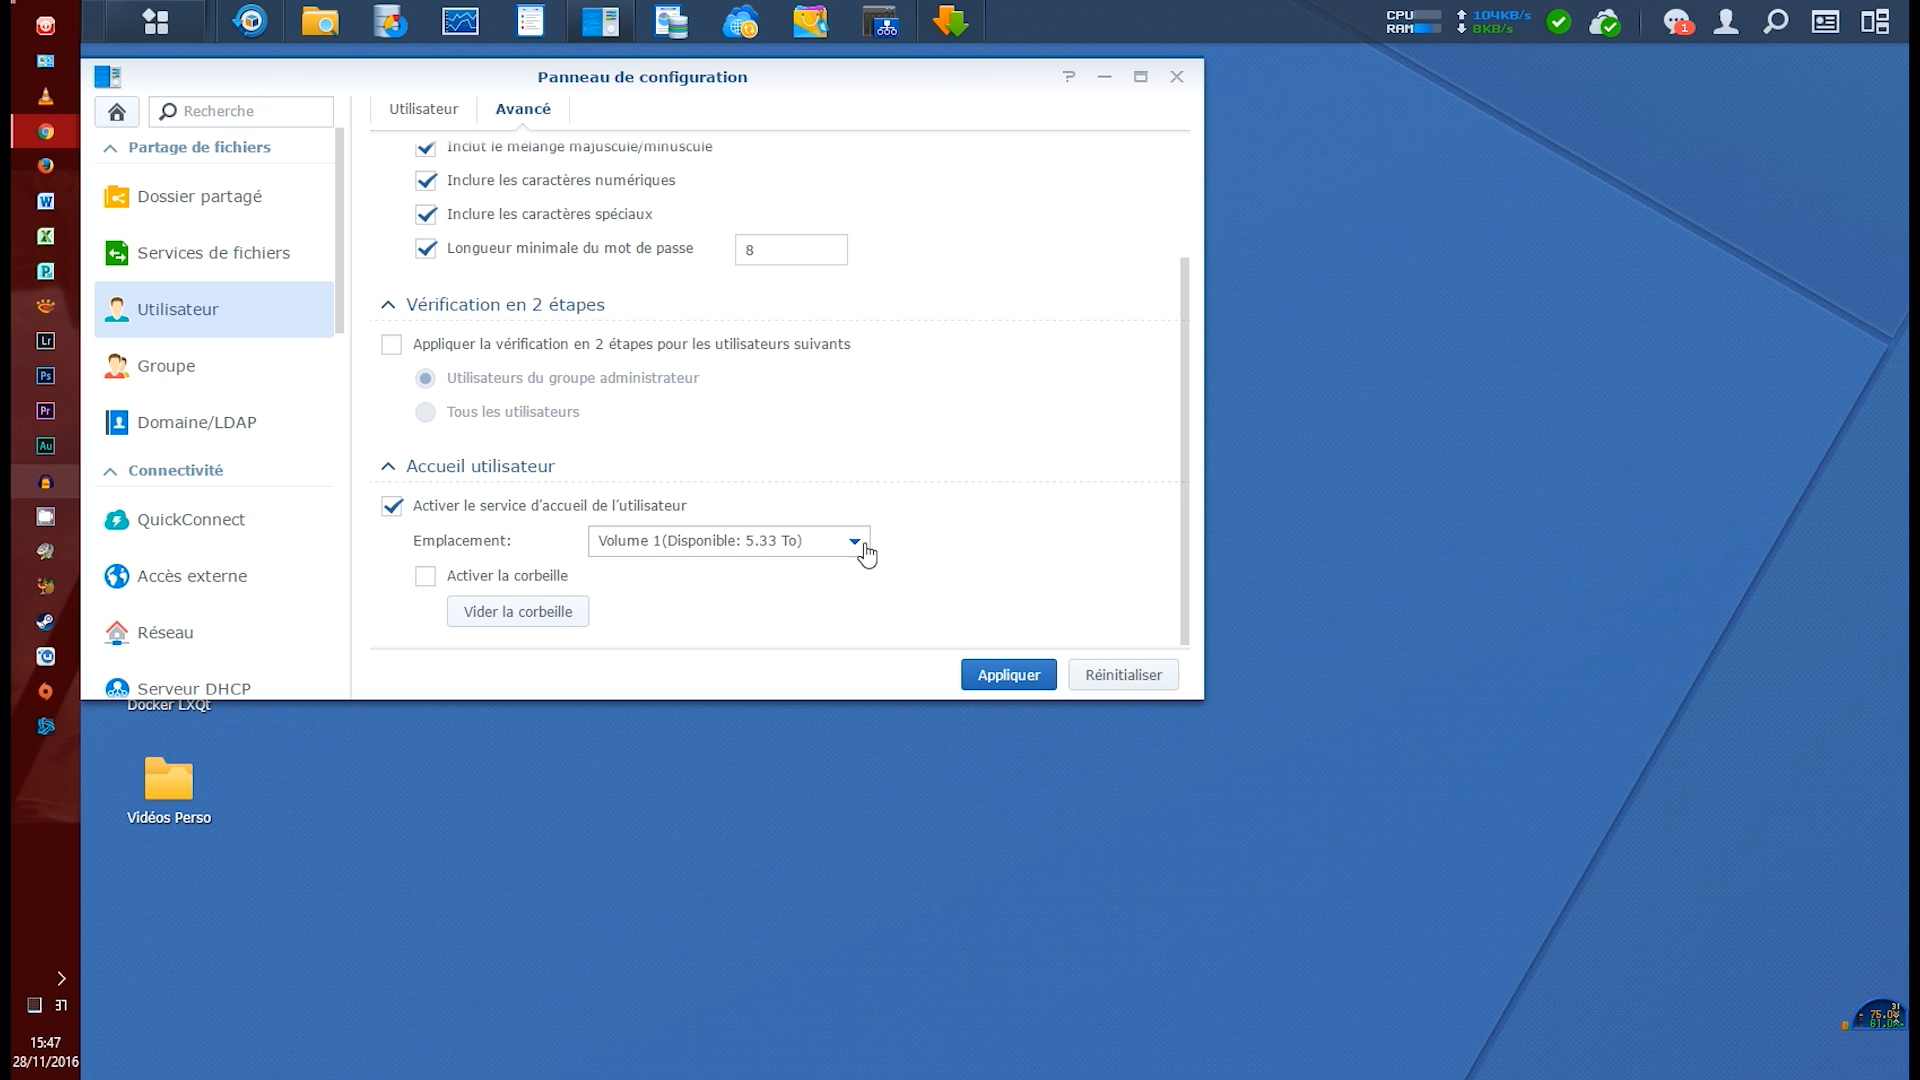 CPU
RAM
104KB/s
8KB/s
1
Panneau de configuration
Recherche
Utilisateur
Avancé
Partage de fichiers
Dossier partagé
Services de fichiers
Utilisateur
Groupe
Domaine/LDAP
Connectivité
QuickConnect
Accès externe
Réseau
Serveur DHCP
Inclut le mélange majuscule/minuscule
Inclure les caractères numériques
Inclure les caractères spéciaux
Longueur minimale du mot de passe
8
Vérification en 2 étapes
Appliquer la vérification en 2 étapes pour les utilisateurs suivants
Utilisateurs du groupe administrateur
Tous les utilisateurs
Accueil utilisateur
Activer le service d'accueil de l'utilisateur
Emplacement:
Volume 1(Disponible: 5.33 To)
Activer la corbeille
Vider la corbeille
Appliquer
Réinitialiser
Docker LXQt
Vidéos Perso
Lr
Ps
Pr
Au
15:47
28/11/2016